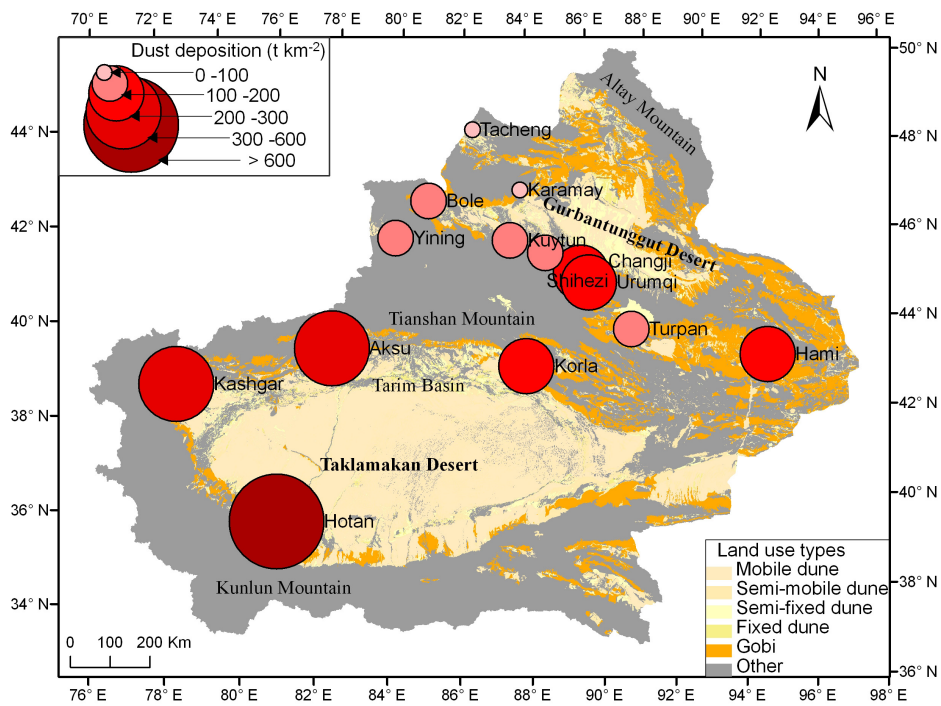 70° E 72° E 74° E 76° E 78° E 80° E 82° E 84° E 86° E 88° E 90° E 92° E 94° E 96° E
Dust deposition (t km-2)
0 -100
100 -200
200 -300
300 -600
> 600
N
50° N
48° N
46° N
44° N
42° N
40° N
38° N
36° N
44° N
42° N
40° N
38° N
36° N
34° N
Altay Mountain
Tacheng
Karamay
Bole
Gurbantunggut Desert
Yining
Kuytun
Changji
Shihezi
Urumqi
Tianshan Mountain
Turpan
Aksu
Hami
Korla
Kashgar
Tarim Basin
Taklamakan Desert
Hotan
Kunlun Mountain
0 100 200 Km
Land use types
Mobile dune
Semi-mobile dune
Semi-fixed dune
Fixed dune
Gobi
Other
76° E 78° E 80° E 82° E 84° E 86° E 88° E 90° E 92° E 94° E 96° E 98° E